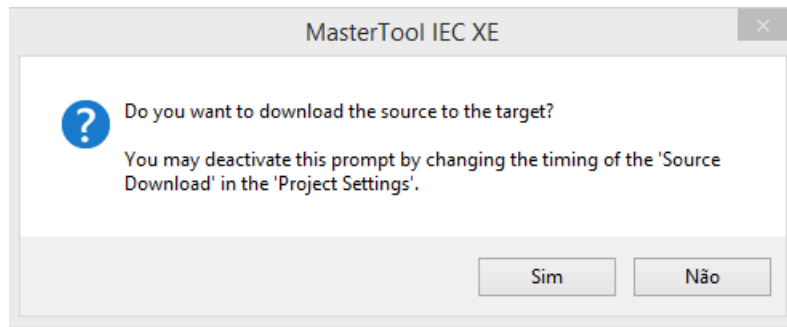 MasterTool IEC XE
Do you want to download the source to the target?
You may deactivate this prompt by changing the timing of the 'Source
Download' in the 'Project Settings'.
Sim
Não